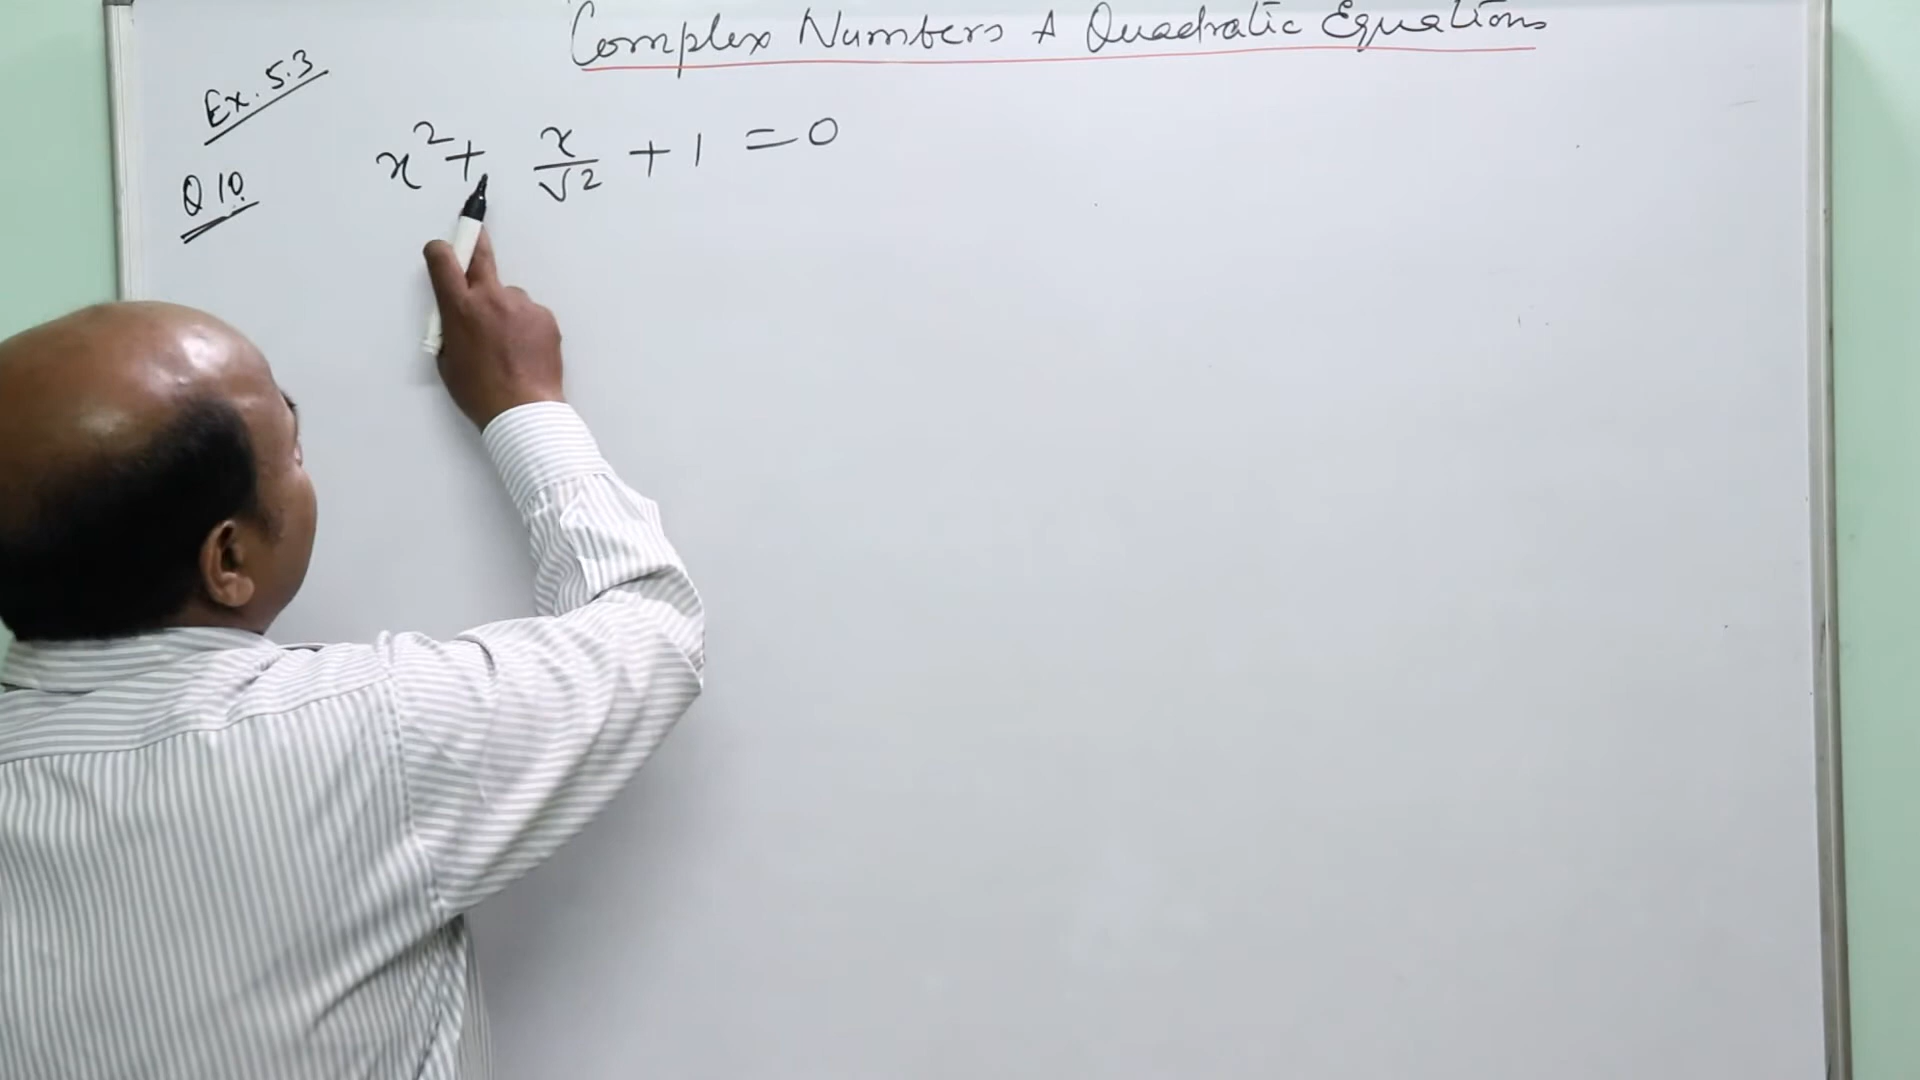 Complex Numbers & Quadratic Equations
Ex. 5.3
Q 10. x² + x/√2 + 1 = 0